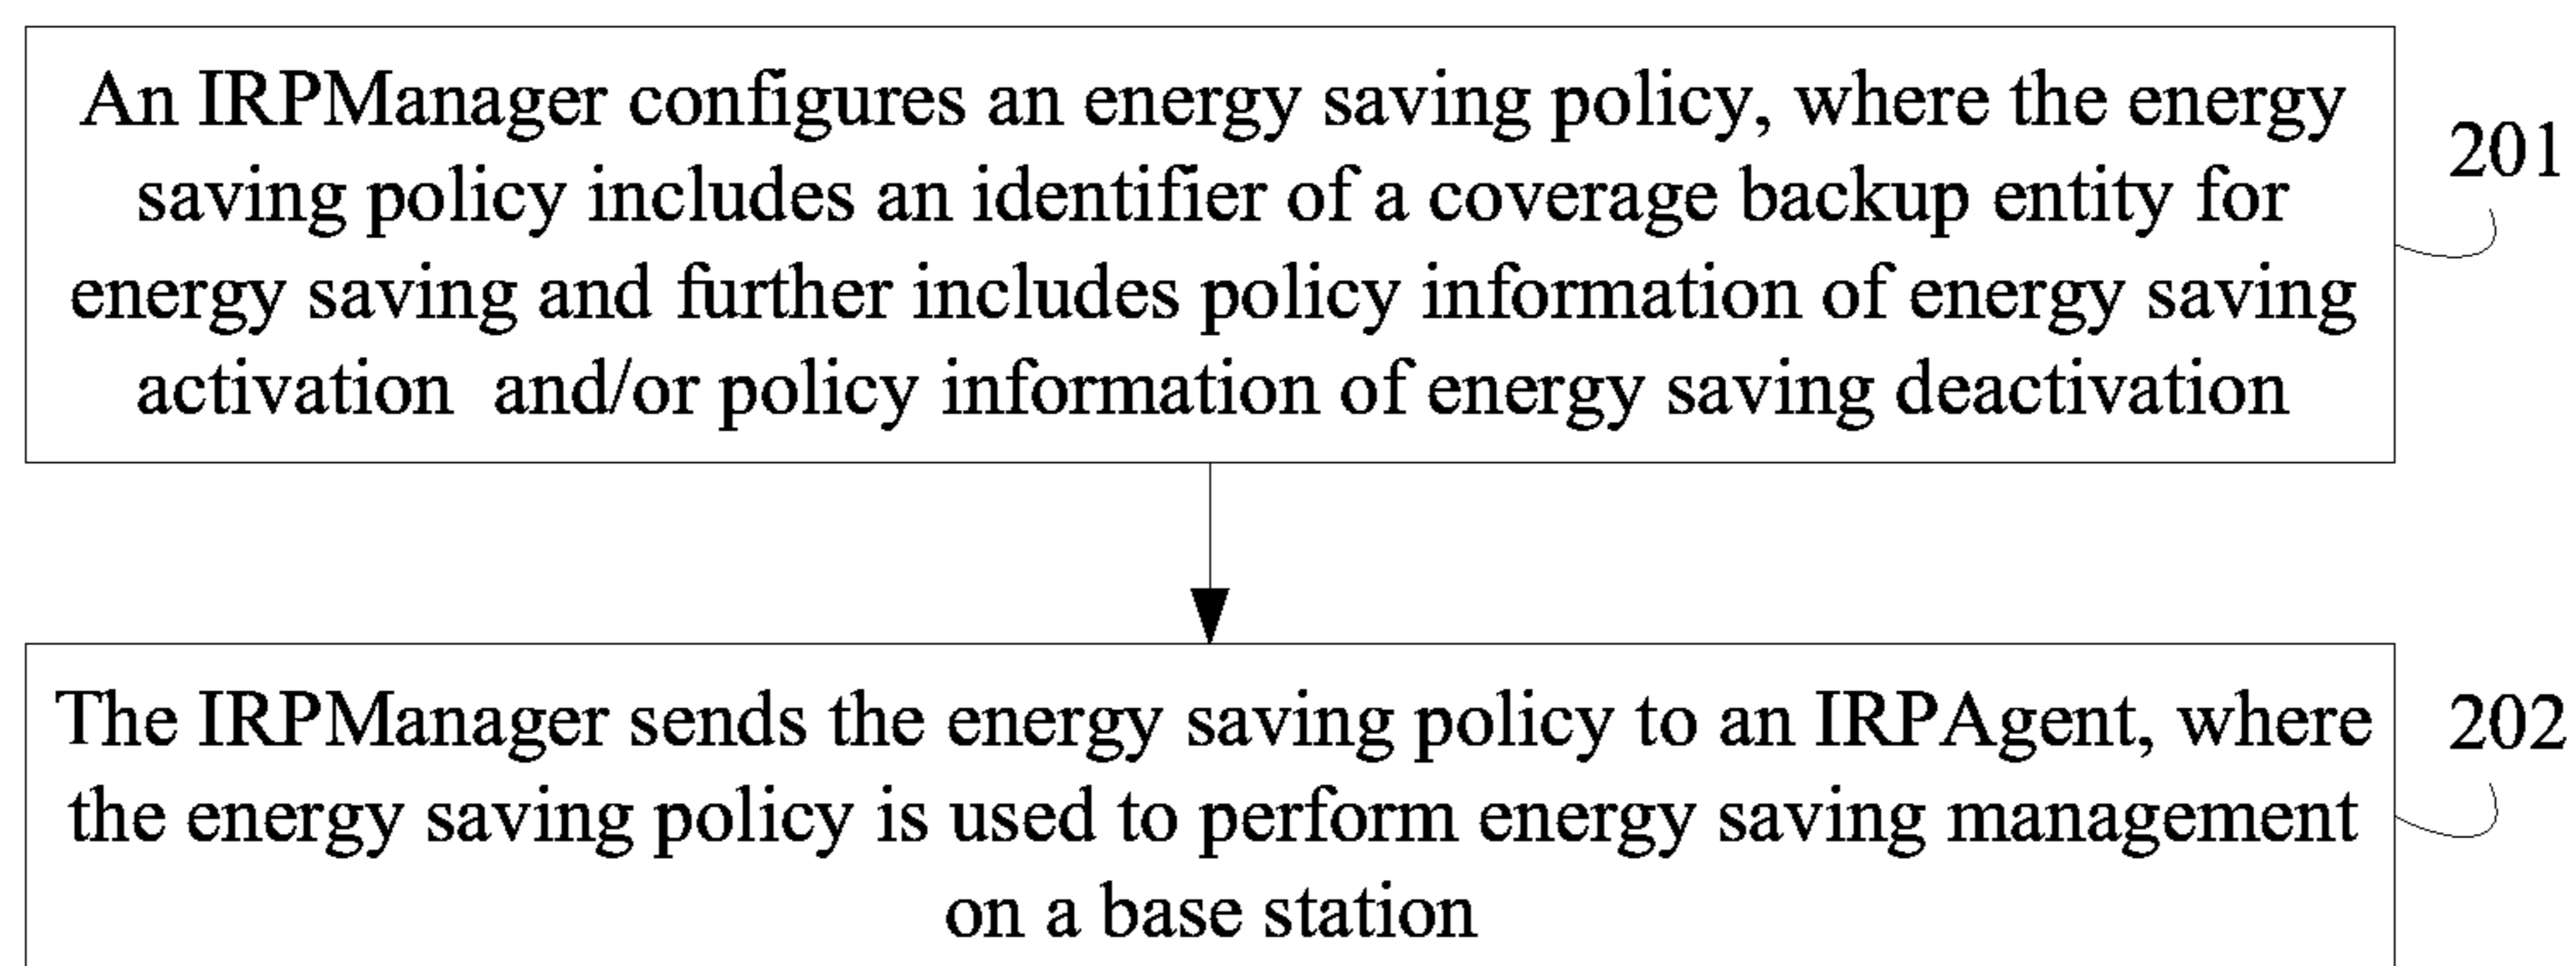 An IRPManager configures an energy saving policy, where the energy
saving policy includes an identifier of a coverage backup entity for
energy saving and further includes policy information of energy saving
activation  and/or policy information of energy saving deactivation
201
The IRPManager sends the energy saving policy to an IRPAgent, where
the energy saving policy is used to perform energy saving management
on a base station
202